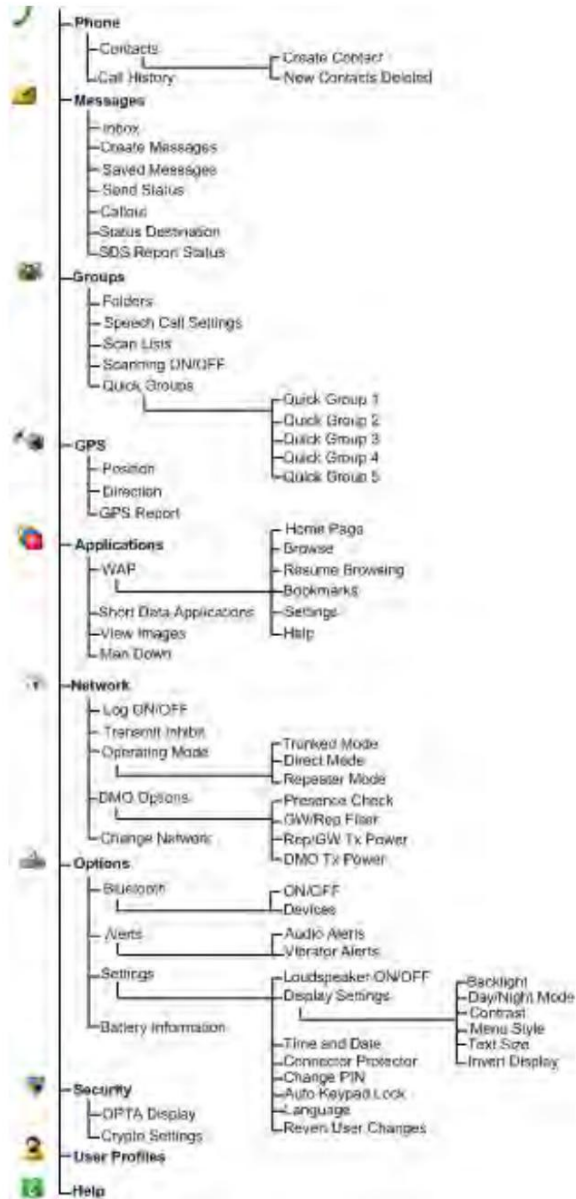 Phone
Contacts
Create Contact
New Contacts Deleted
Call History
Messages
Inbox
Create Messages
Saved Messages
Send Status
Callout
Status Destination
SDS Report Status
Groups
Folders
Speech Call Settings
Scan Lists
Scanning ON/OFF
Quick Groups
Quick Group 1
Quick Group 2
Quick Group 3
Quick Group 4
Quick Group 5
GPS
Position
Direction
GPS Report
Applications
WAP
Home Page
Browse
Resume Browsing
Bookmarks
Settings
Help
Short Data Applications
View Images
Man Down
Network
Log ON/OFF
Transmit Inhibit
Operating Mode
Trunked Mode
Direct Mode
Repeater Mode
DMO Options
Presence Check
GW/Rep Filter
Rep/GW Tx Power
DMO Tx Power
Change Network
Options
Bluetooth
ON/OFF
Devices
Alerts
Audio Alerts
Vibrator Alerts
Settings
Loudspeaker ON/OFF
Display Settings
Backlight
Day/Night Mode
Contrast
Menu Style
Text Size
Invert Display
Time and Date
Connector Protector
Change PIN
Auto Keypad Lock
Language
User Changes
Battery Information
Security
OPTA Display
Crypto Settings
User Profiles
Help